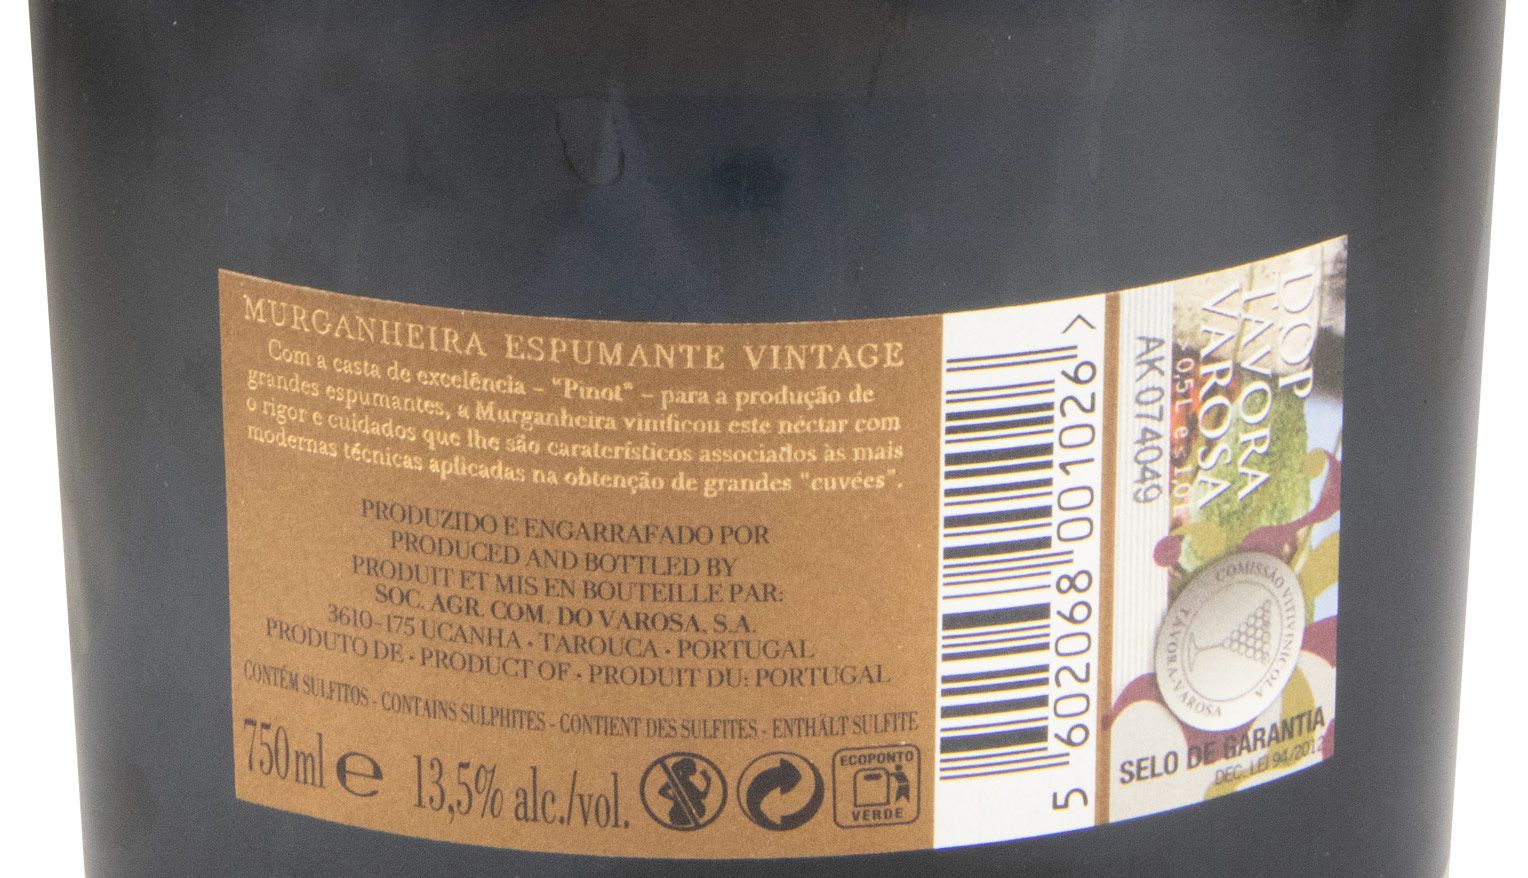 MURGANHEIRA ESPUMANTE VINTAGE
Com a casta de excelência - "Pinot" - para a produção de
grandes espumantes, a Murganheira vinificou este néctar com
o rigor e cuidados que lhe são caraterísticos associados às mais
modernas técnicas aplicadas na obtenção de grandes "cuvées".
PRODUZIDO E ENGARRAFADO POR
PRODUCED AND BOTTLED BY
PRODUIT ET MIS EN BOUTEILLE PAR:
SOC. AGR. COM. DO VAROSA, S.A.
3610-175 UCANHA · TAROUCA · PORTUGAL
PRODUTO DE · PRODUCT OF · PRODUIT DU: PORTUGAL
CONTÉM SULFITOS - CONTAINS SULPHITES - CONTIENT DES SULFITES - ENTHÄLT SULFITE
750ml e 13,5% alc./vol.
ECOPONTO
VERDE
5 602068 001026 >
DOP
TAVORA
VAROSA
>0,5L e ≤1,0L
AK 074049
COMISSÃO VITIVINÍCOLA
TÁVORA-VAROSA
SELO DE GARANTIA
DEC. LEI 94/2012